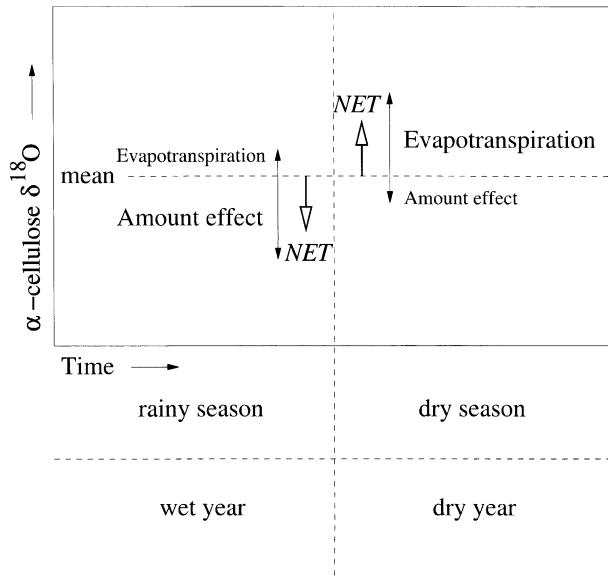 α-cellulose δ18O
NET
Evapotranspiration
Evapotranspiration
mean
Amount effect
Amount effect
NET
Time
rainy season
dry season
wet year
dry year